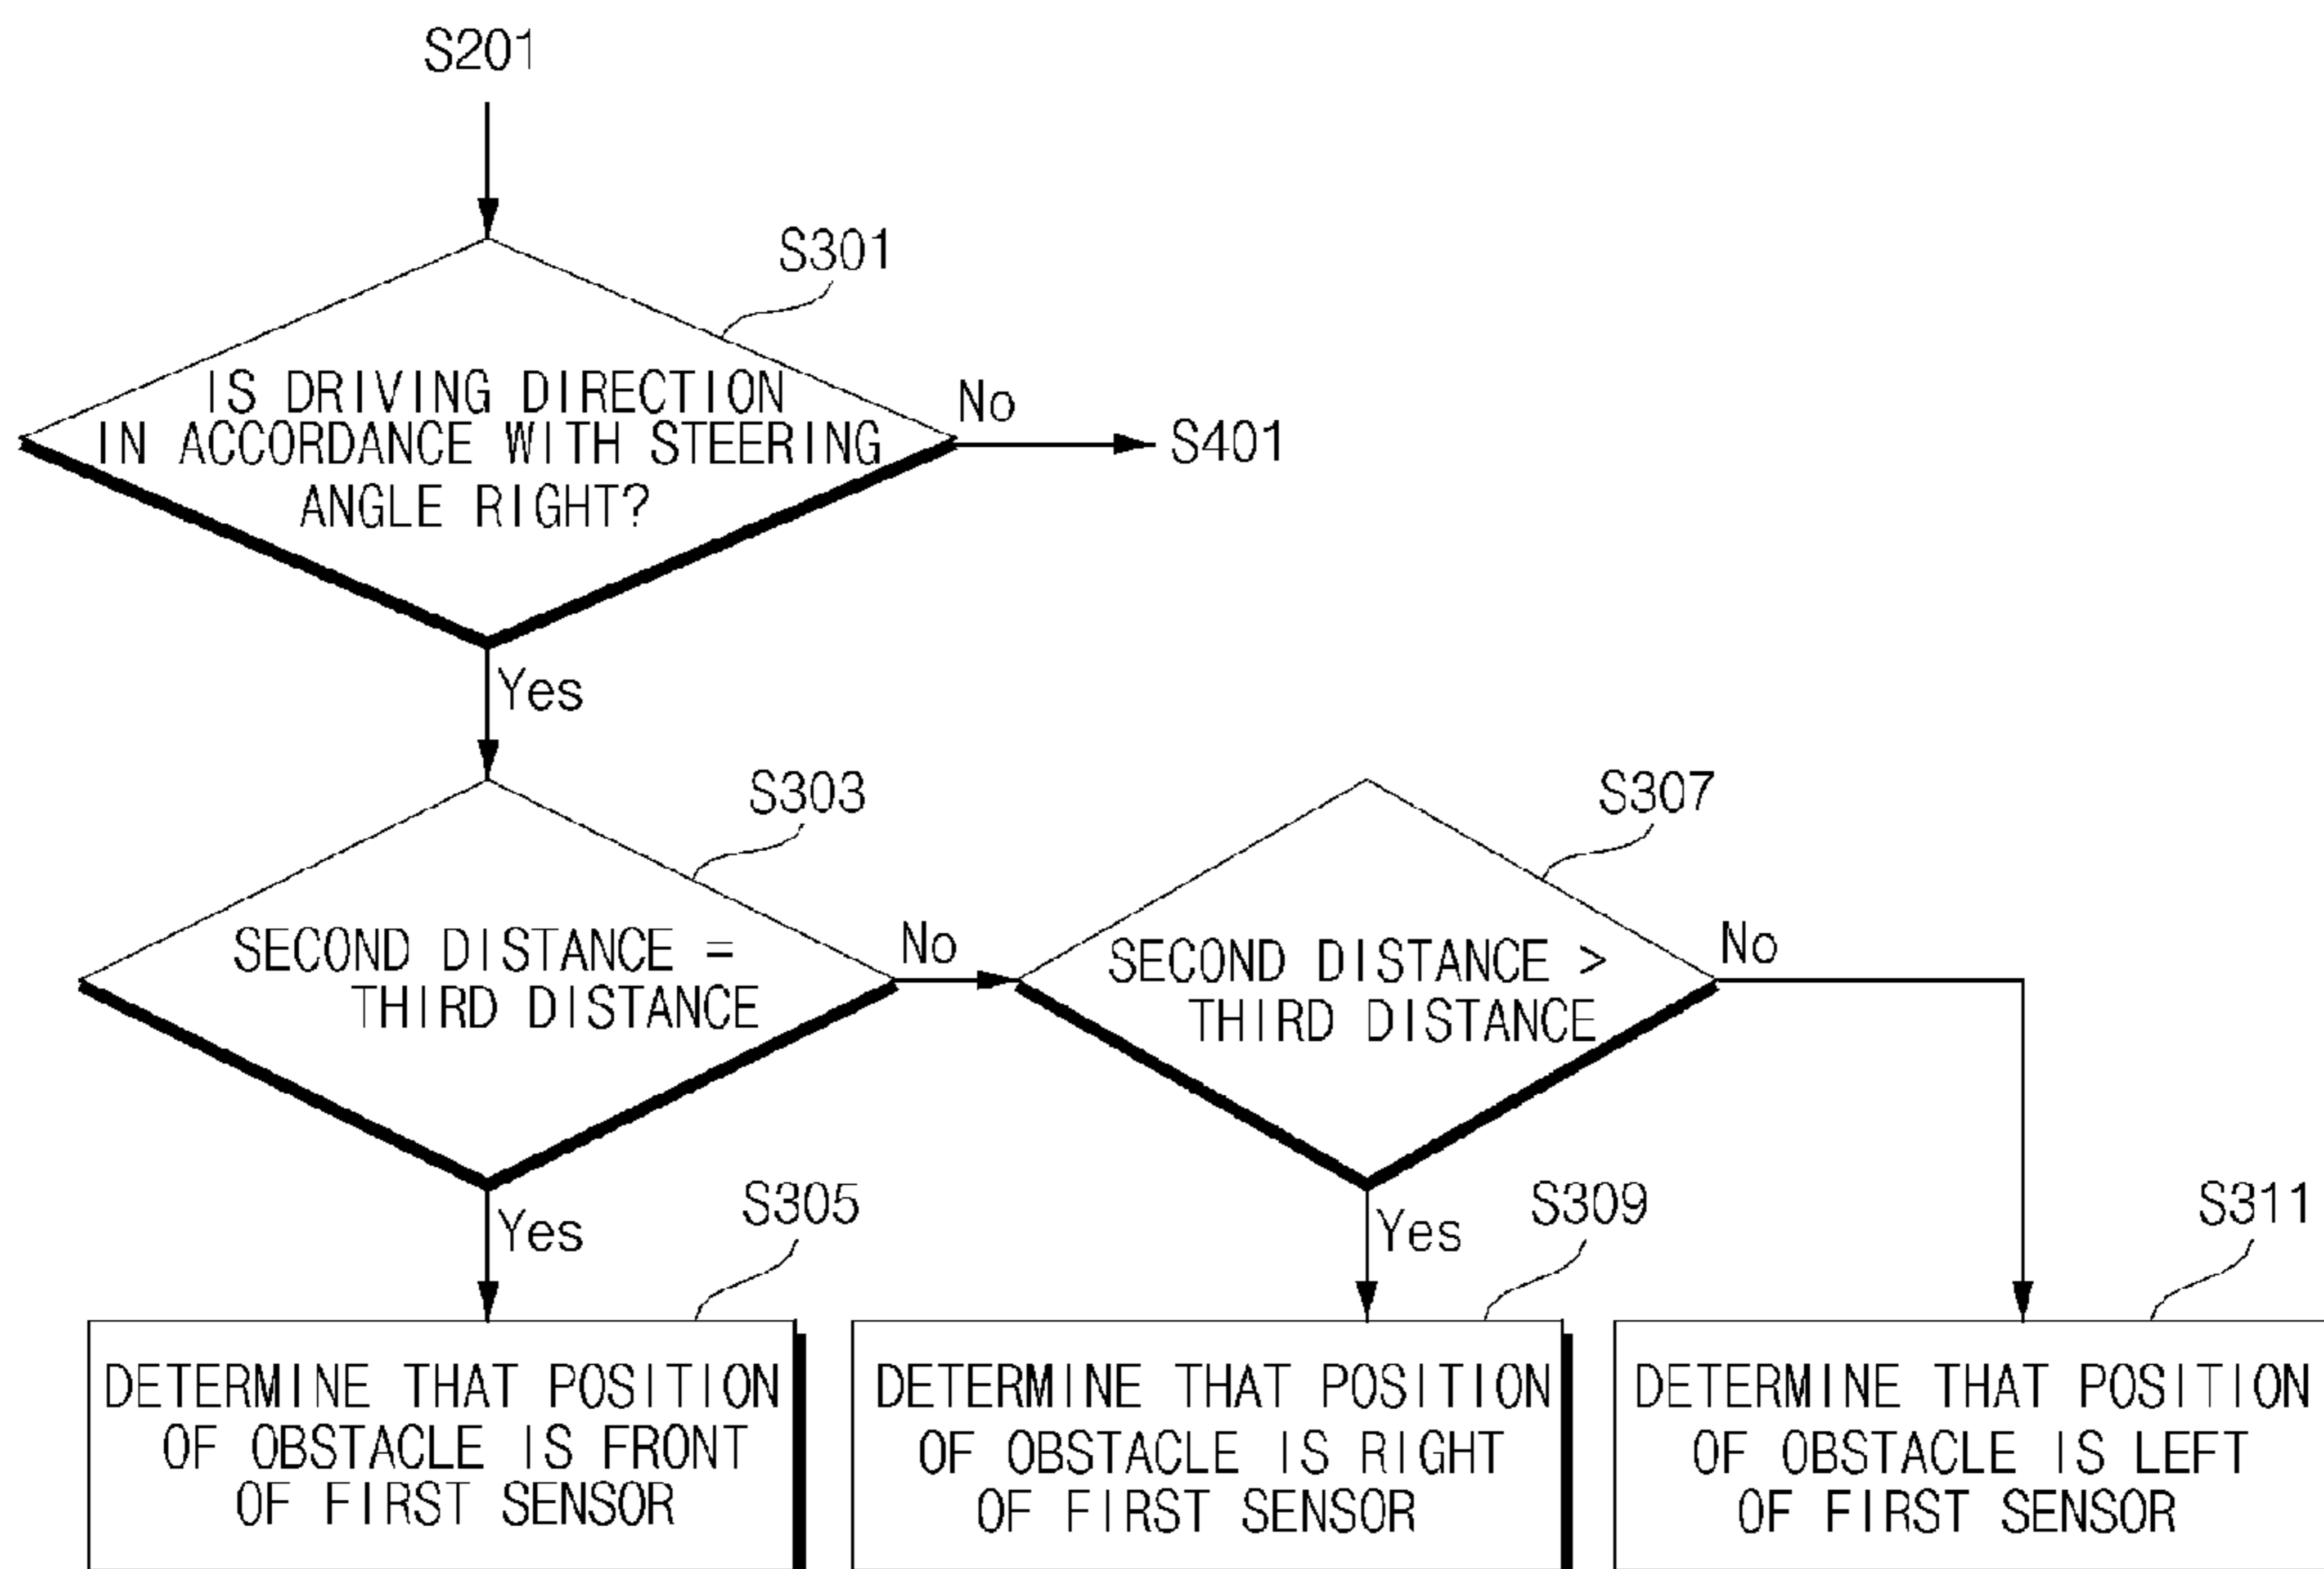 S201
S301
IS DRIVING DIRECTION
IN ACCORDANCE WITH STEERING
ANGLE RIGHT?
No
S401
Yes
S303
SECOND DISTANCE =
THIRD DISTANCE
No
S307
SECOND DISTANCE >
THIRD DISTANCE
No
Yes
S305
Yes
S309
S311
DETERMINE THAT POSITION
OF OBSTACLE IS FRONT
OF FIRST SENSOR
DETERMINE THAT POSITION
OF OBSTACLE IS RIGHT
OF FIRST SENSOR
DETERMINE THAT POSITION
OF OBSTACLE IS LEFT
OF FIRST SENSOR